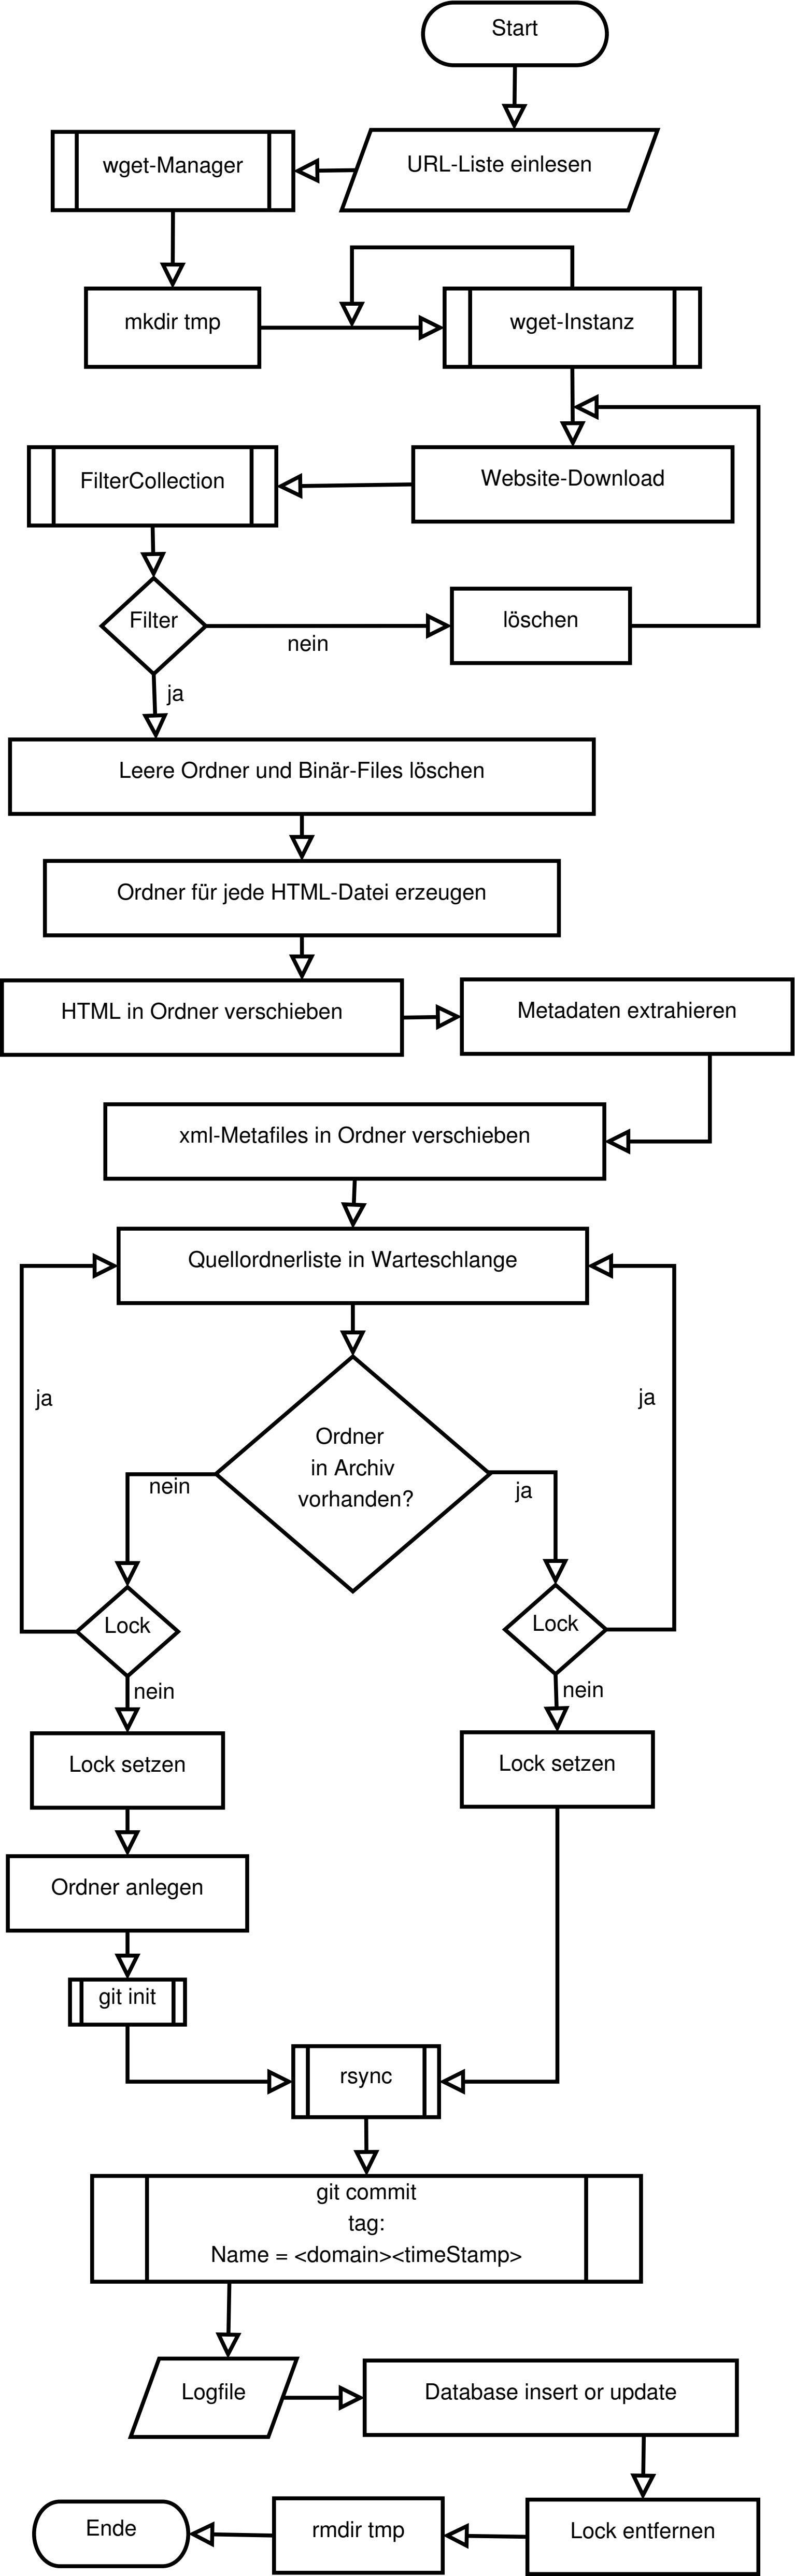 Start
URL-Liste einlesen
wget-Manager
mkdir tmp
wget-Instanz
Website-Download
FilterCollection
Filter
nein
löschen
ja
Leere Ordner und Binär-Files löschen
Ordner für jede HTML-Datei erzeugen
HTML in Ordner verschieben
Metadaten extrahieren
xml-Metafiles in Ordner verschieben
Quellordnerliste in Warteschlange
ja
ja
Ordner
in Archiv
vorhanden?
nein
ja
Lock
Lock
nein
nein
Lock setzen
Lock setzen
Ordner anlegen
git init
rsync
git commit
tag:
Name = <domain><timeStamp>
Logfile
Database insert or update
Lock entfernen
rmdir tmp
Ende